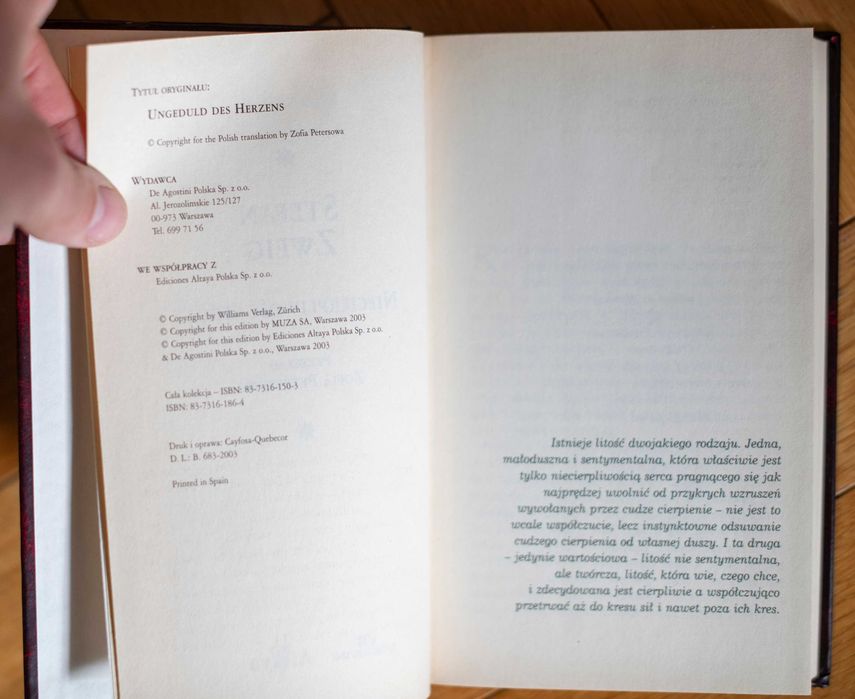 Tytuł oryginału:
Ungeduld des Herzens
© Copyright for the Polish translation by Zofia Petersowa
Wydawca
De Agostini Polska Sp. z o.o.
Al. Jerozolimskie 125/127
00-973 Warszawa
Tel. 699 71 56
we współpracy z
Ediciones Altaya Polska Sp. z o.o.
© Copyright by Williams Verlag, Zürich
© Copyright for this edition by MUZA SA, Warszawa 2003
© Copyright for this edition by Ediciones Altaya Polska Sp. z o.o.
& De Agostini Polska Sp. z o.o., Warszawa 2003
Cała kolekcja – ISBN: 83-7316-150-3
ISBN: 83-7316-186-4
Druk i oprawa: Cayfosa-Quebecor
D. L.: B. 683-2003
Printed in Spain
Istnieje litość dwojakiego rodzaju. Jedna,
małoduszna i sentymentalna, która właściwie jest
tylko niecierpliwością serca pragnącego się jak
najprędzej uwolnić od przykrych wzruszeń
wywołanych przez cudze cierpienie – nie jest to
wcale współczucie, lecz instynktowne odsuwanie
cudzego cierpienia od własnej duszy. I ta druga
– jedynie wartościowa – litość nie sentymentalna,
ale twórcza, litość, która wie, czego chce,
i zdecydowana jest cierpliwie a współczująco
przetrwać aż do kresu sił i nawet poza ich kres.